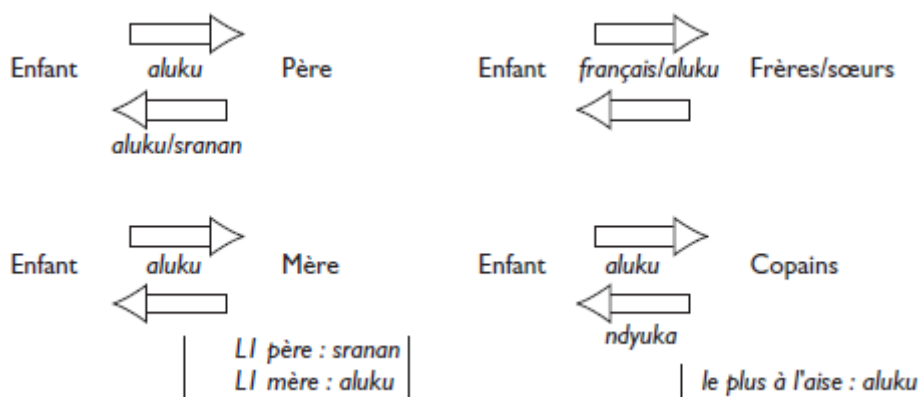 Enfant aluku Père
aluku/sranan
Enfant français/aluku Frères/sœurs
Enfant aluku Mère
L1 père : sranan
L1 mère : aluku
Enfant aluku Copains
ndyuka
le plus à l'aise : aluku